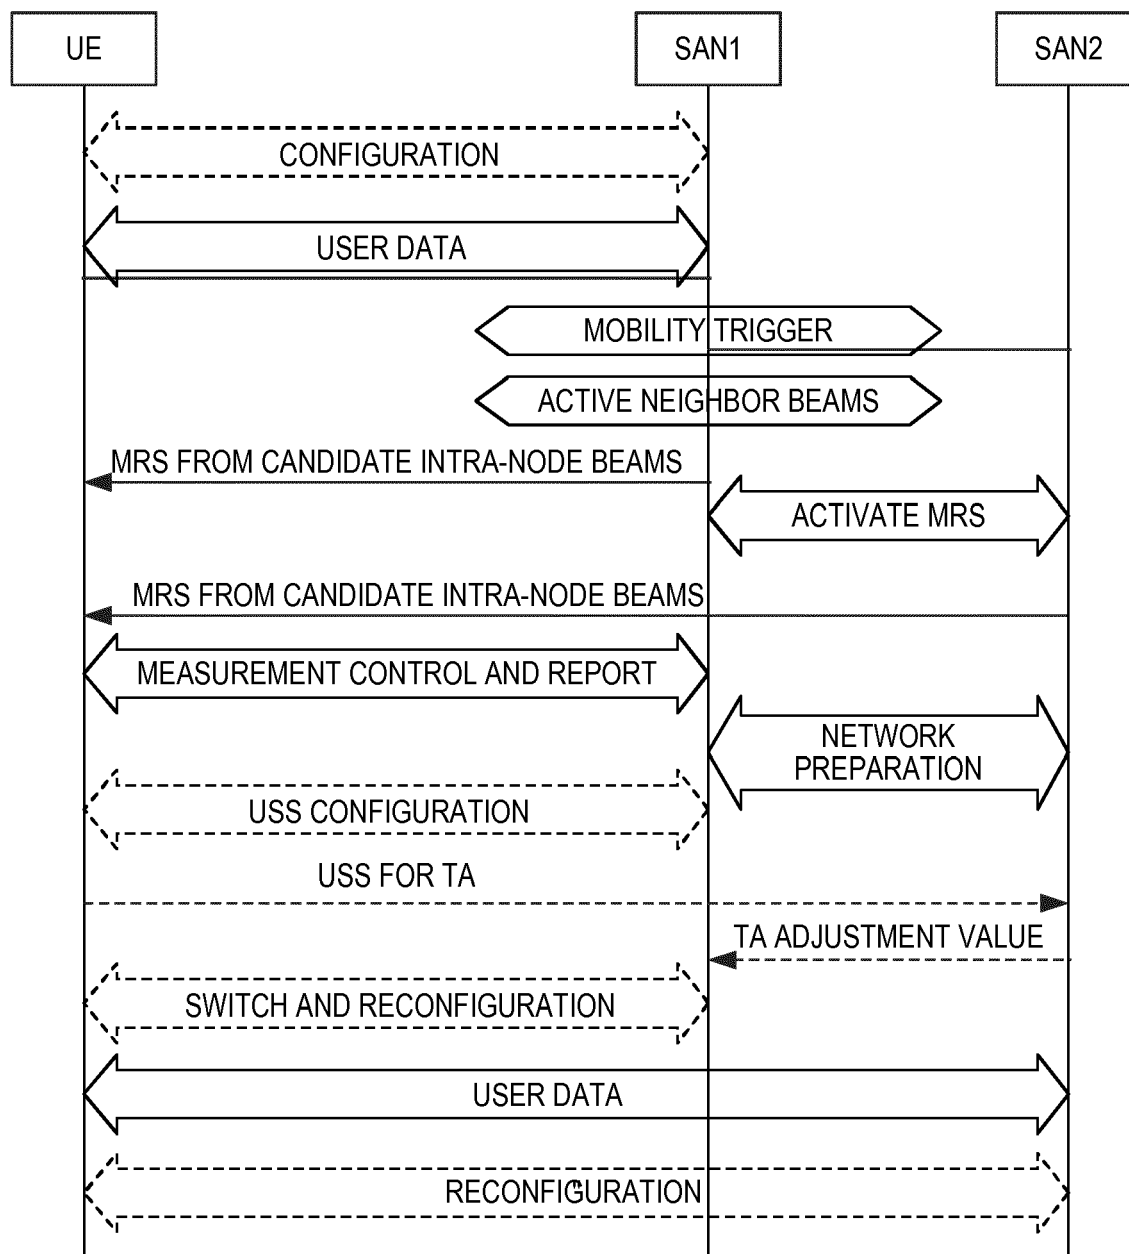 UE
SAN1
SAN2
CONFIGURATION
USER DATA
MOBILITY TRIGGER
ACTIVE NEIGHBOR BEAMS
MRS FROM CANDIDATE INTRA-NODE BEAMS
ACTIVATE MRS
MRS FROM CANDIDATE INTRA-NODE BEAMS
MEASUREMENT CONTROL AND REPORT
NETWORK
PREPARATION
USS CONFIGURATION
USS FOR TA
TA ADJUSTMENT VALUE
SWITCH AND RECONFIGURATION
USER DATA
RECONFIGURATION